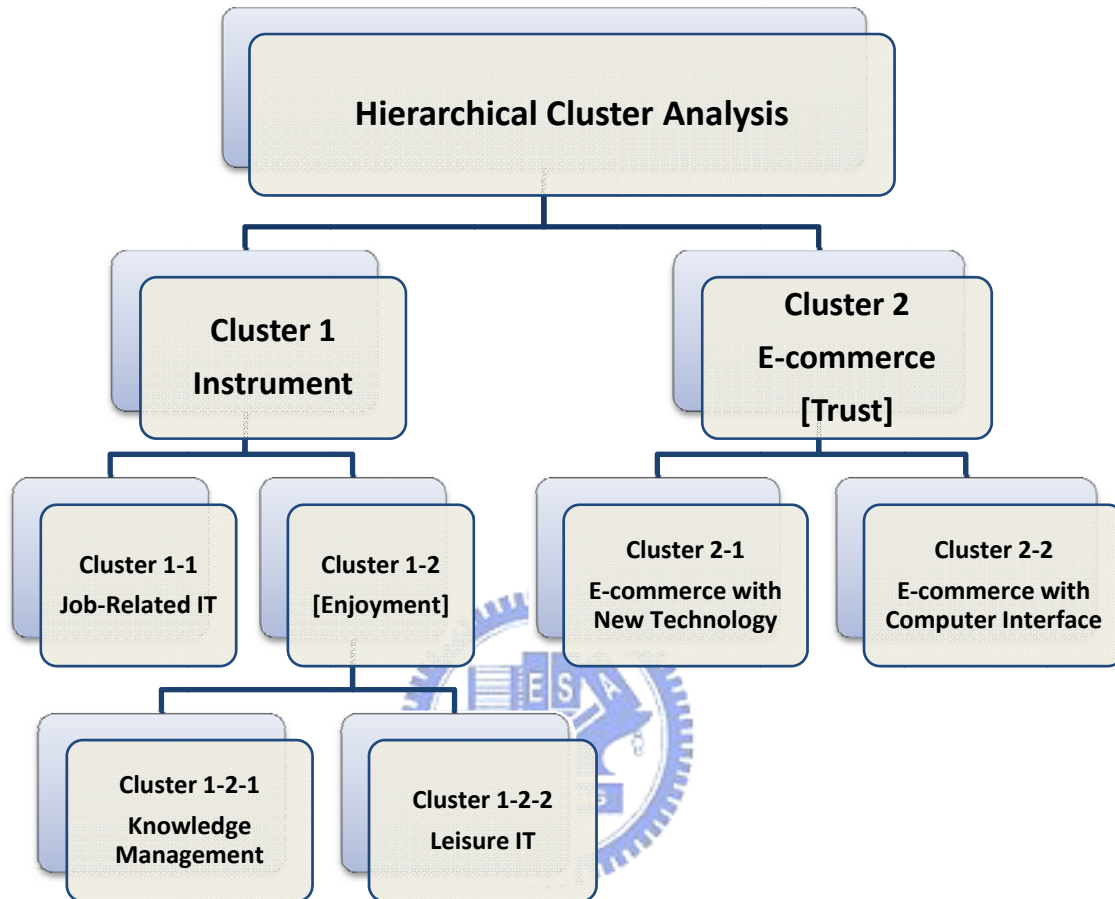 Hierarchical Cluster Analysis
Cluster 1
Instrument
Cluster 2
E-commerce
[Trust]
Cluster 1-1
Job-Related IT
Cluster 1-2
[Enjoyment]
Cluster 2-1
E-commerce with
New Technology
Cluster 2-2
E-commerce with
Computer Interface
Cluster 1-2-1
Knowledge
Management
Cluster 1-2-2
Leisure IT
E S A